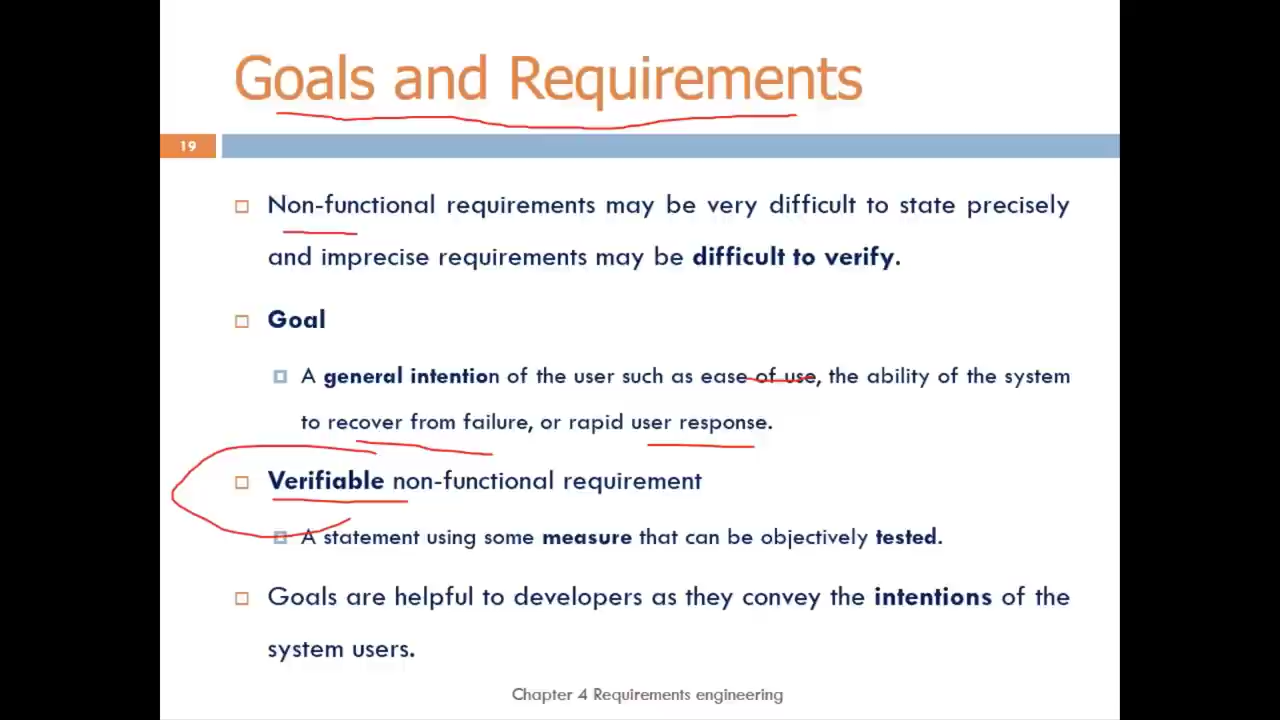 Goals and Requirements
19
Non-functional requirements may be very difficult to state precisely
and imprecise requirements may be difficult to verify.
Goal
A general intention of the user such as ease of use, the ability of the system
to recover from failure, or rapid user response.
Verifiable non-functional requirement
A statement using some measure that can be objectively tested.
Goals are helpful to developers as they convey the intentions of the
system users.
Chapter 4 Requirements engineering